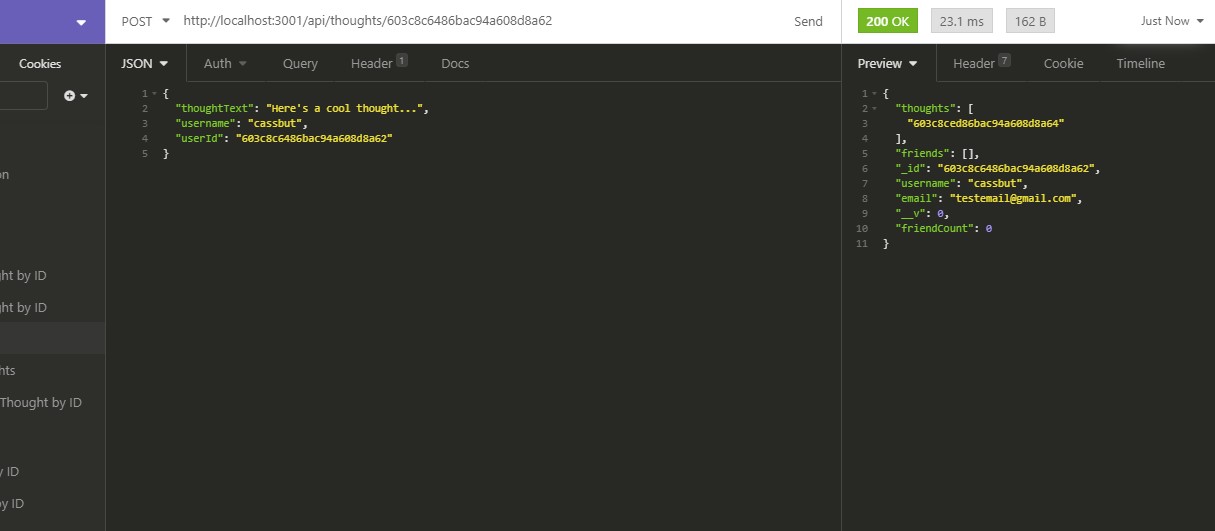 POST http://localhost:3001/api/thoughts/603c8c6486bac94a608d8a62 Send
200 OK 23.1 ms 162 B Just Now
Cookies
on
ght by ID
ght by ID
hts
Thought by ID
y ID
by ID
JSON Auth Query Header 1 Docs
1 {
2 "thoughtText": "Here's a cool thought...",
3 "username": "cassbut",
4 "userId": "603c8c6486bac94a608d8a62"
5 }
Preview Header 7 Cookie Timeline
1 {
2 "thoughts": [
3 "603c8ced86bac94a608d8a64"
4 ],
5 "friends": [],
6 "_id": "603c8c6486bac94a608d8a62",
7 "username": "cassbut",
8 "email": "testemail@gmail.com",
9 "__v": 0,
10 "friendCount": 0
11 }